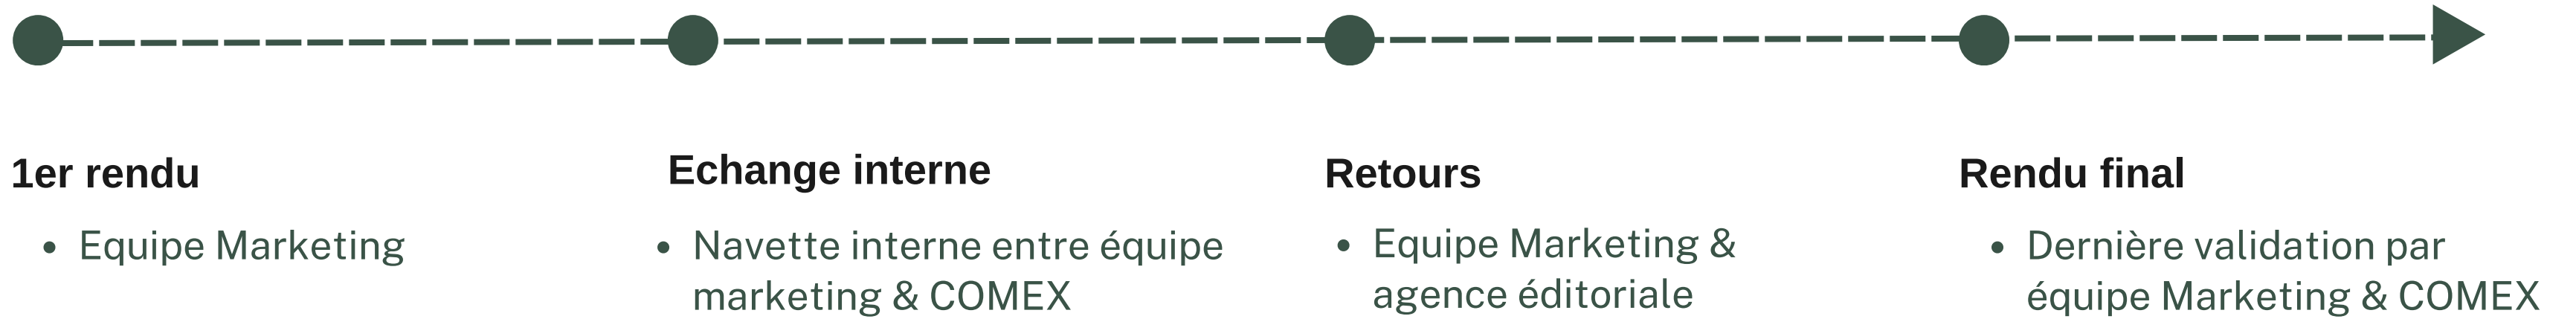 1er rendu
• Equipe Marketing
Echange interne
• Navette interne entre équipe
marketing & COMEX
Retours
• Equipe Marketing &
agence éditoriale
Rendu final
• Dernière validation par
équipe Marketing & COMEX